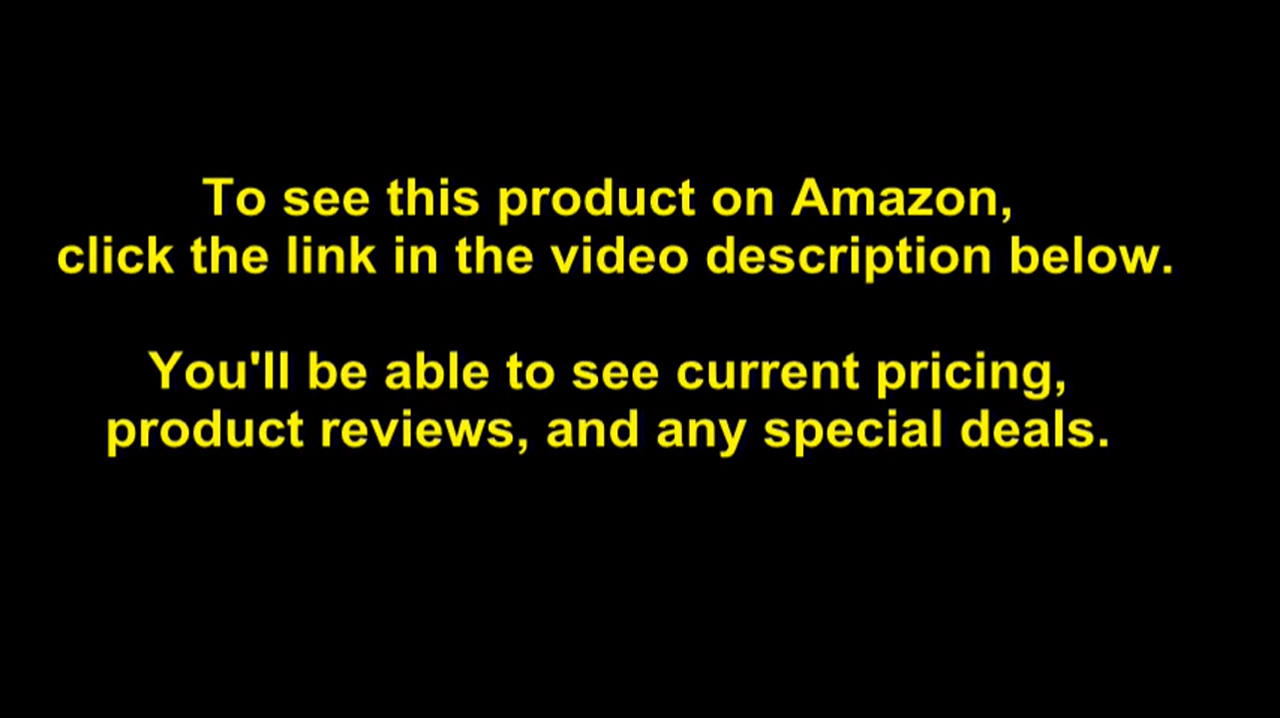 To see this product on Amazon,
click the link in the video description below.
You'll be able to see current pricing,
product reviews, and any special deals.